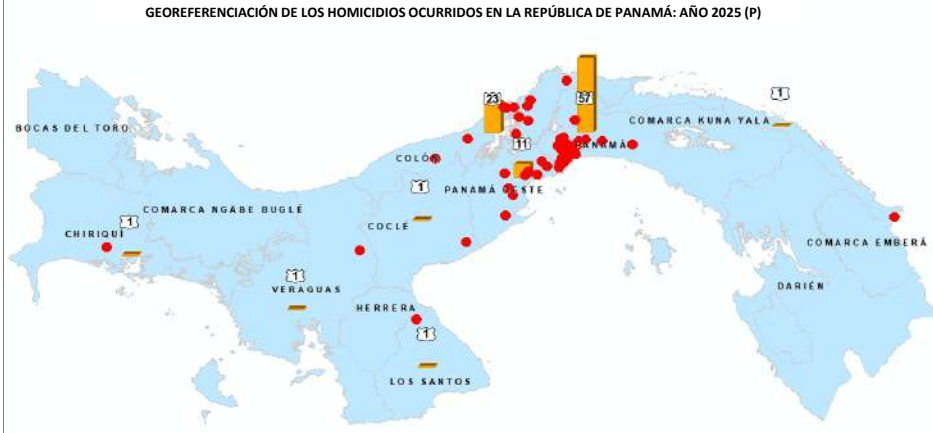 GEOREFERENCIACIÓN DE LOS HOMICIDIOS OCURRIDOS EN LA REPÚBLICA DE PANAMÁ: AÑO 2025 (P)
23
57
1
BOCAS DEL TORO
COMARCA KUNA YALA
11
PANAMÁ
COLÓN
1
PANAMÁ OESTE
COMARCA NGÄBE BUGLÉ
1
COCLÉ
CHIRIQUÍ
COMARCA EMBERÁ
1
VERAGUAS
DARIÉN
HERRERA
1
LOS SANTOS